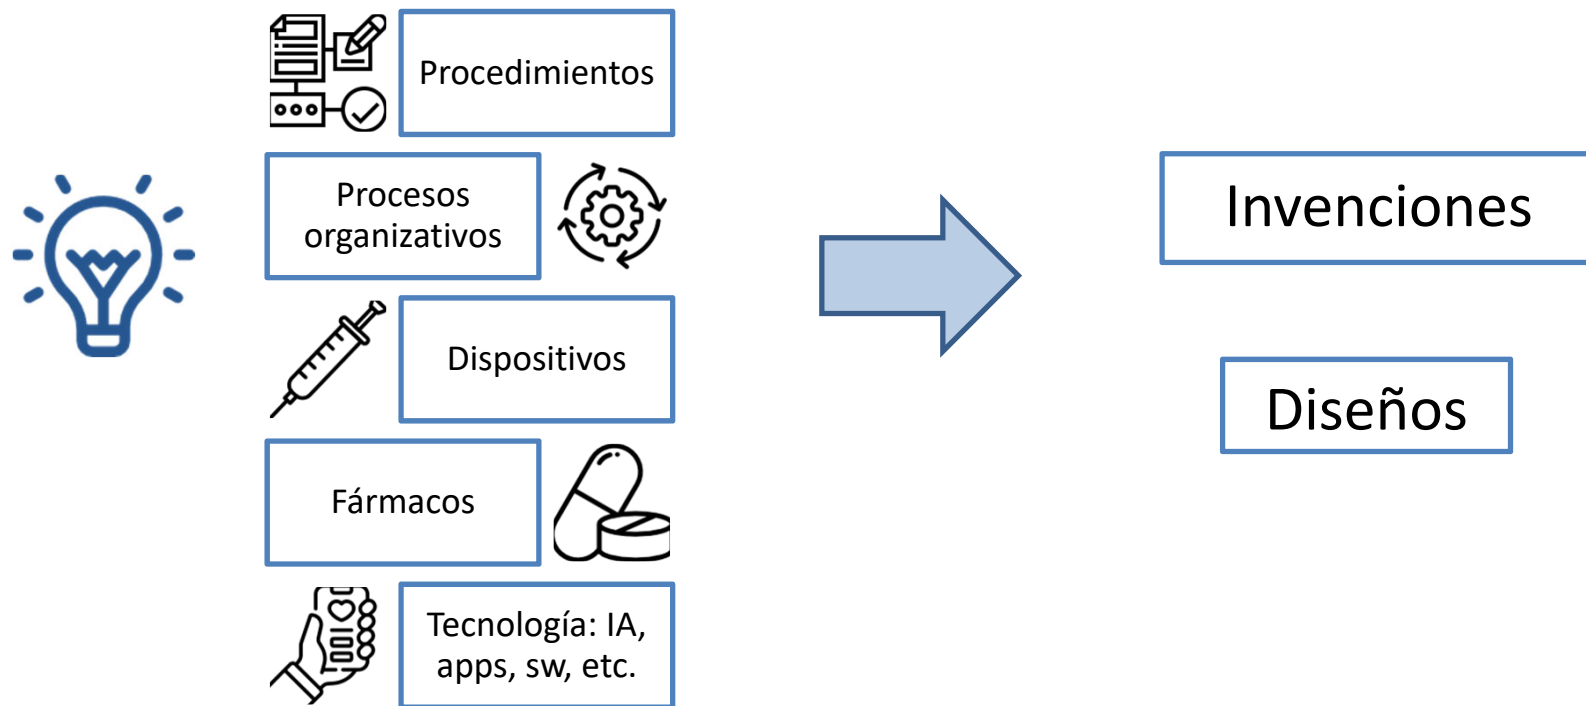 Procedimientos
Procesos
organizativos
Dispositivos
Fármacos
Tecnología: IA,
apps, sw, etc.
Invenciones
Diseños